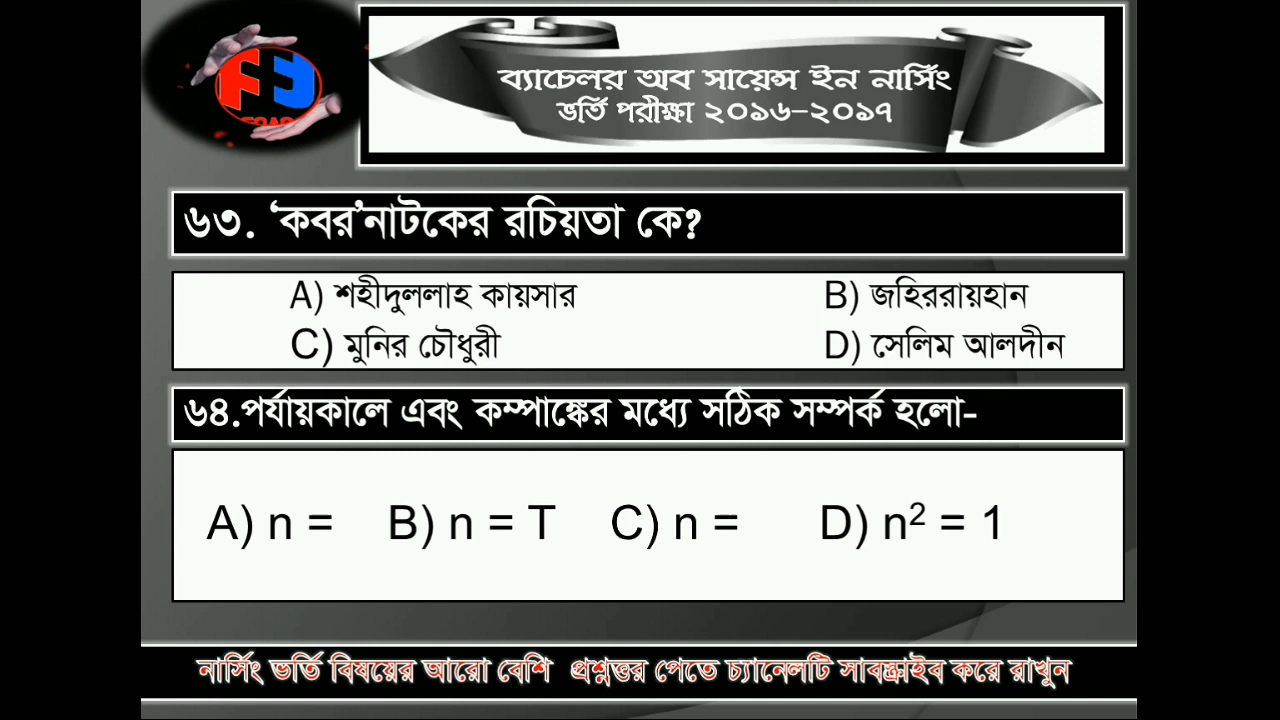 ব্যাচেলর অব সায়েন্স ইন নার্সিং
ভর্তি পরীক্ষা ২০১৬-২০১৭
৬৩. ‘কবর’নাটকের রচিয়তা কে?
A) শহীদুললাহ কায়সার B) জহিররায়হান
C) মুনির চৌধুরী D) সেলিম আলদীন
৬৪.পর্যায়কালে এবং কম্পাঙ্কের মধ্যে সঠিক সম্পর্ক হলো-
A) n = B) n = T C) n = D) n² = 1
নার্সিং ভর্তি বিষয়ের আরো বেশি প্রশ্নত্তর পেতে চ্যানেলটি সাবস্ক্রাইব করে রাখুন